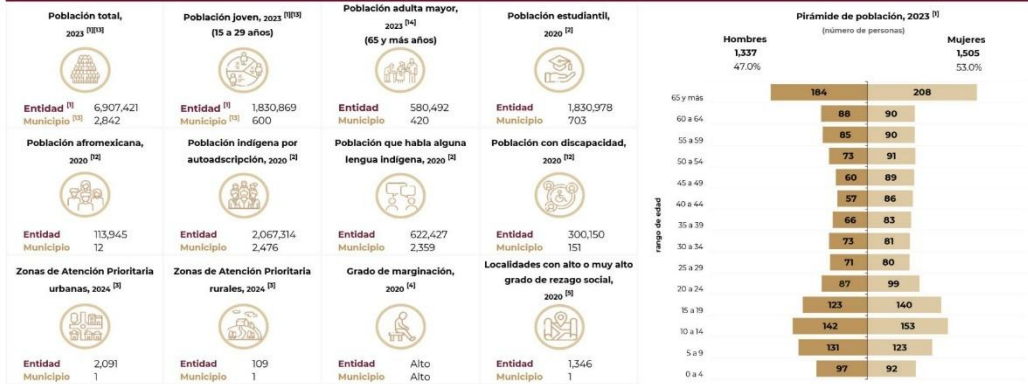 Población total,
2023 [1][13]
Entidad [1] 6,907,421
Municipio [13] 2,842
Población joven, 2023 [1][13]
(15 a 29 años)
Entidad [1] 1,830,869
Municipio [13] 600
Población adulta mayor,
2023 [14]
(65 y más años)
Entidad 580,492
Municipio 420
Población estudiantil,
2020 [2]
Entidad 1,830,978
Municipio 703
Población afromexicana,
2020 [12]
Entidad 113,945
Municipio 12
Población indígena por
autoadscripción, 2020 [2]
Entidad 2,067,314
Municipio 2,476
Población que habla alguna
lengua indígena, 2020 [2]
Entidad 622,427
Municipio 2,359
Población con discapacidad,
2020 [12]
Entidad 300,150
Municipio 151
Zonas de Atención Prioritaria
urbanas, 2024 [3]
Entidad 2,091
Municipio 1
Zonas de Atención Prioritaria
rurales, 2024 [3]
Entidad 109
Municipio 1
Grado de marginación,
2020 [4]
Entidad Alto
Municipio Alto
Localidades con alto o muy alto
grado de rezago social,
2020 [5]
Entidad 1,346
Municipio 1
Pirámide de población, 2023 [1]
(número de personas)
Hombres Mujeres
1,337 1,505
47.0% 53.0%
rango de edad
65 y más 184 208
60 a 64 88 90
55 a 59 85 90
50 a 54 73 91
45 a 49 60 89
40 a 44 57 86
35 a 39 66 83
30 a 34 73 81
25 a 29 71 80
20 a 24 87 99
15 a 19 123 140
10 a 14 142 153
5 a 9 131 123
0 a 4 97 92